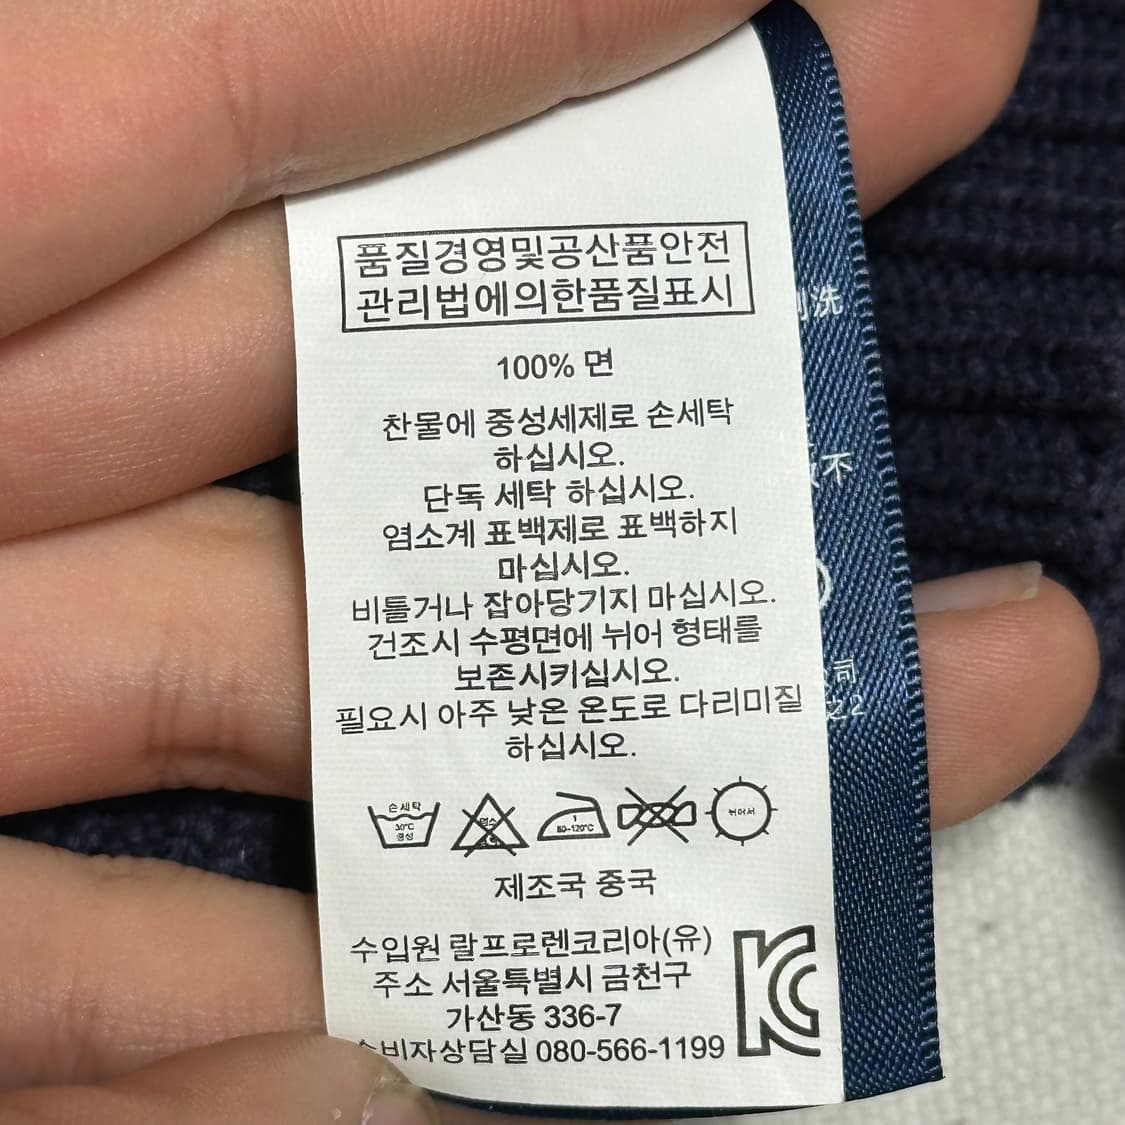 품질경영및공산품안전
관리법에의한품질표시
100% 면
찬물에 중성세제로 손세탁
하십시오.
단독 세탁 하십시오.
염소계 표백제로 표백하지
마십시오.
비틀거나 잡아당기지 마십시오.
건조시 수평면에 뉘어 형태를
보존시키십시오.
필요시 아주 낮은 온도로 다리미질
하십시오.
손세탁
30°C
중성
염소
80-120°C
뉘어서
제조국 중국
수입원 랄프로렌코리아(유)
주소 서울특별시 금천구
가산동 336-7
소비자상담실 080-566-1199
KC
洗
不
司
之2